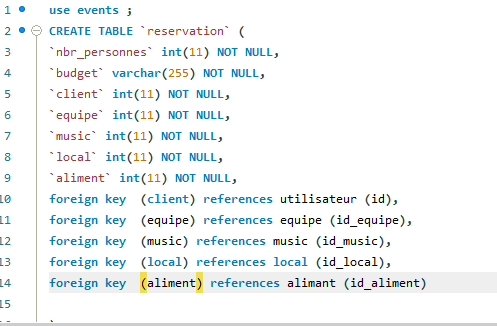 1 use events ;
2 CREATE TABLE `reservation` (
3 `nbr_personnes` int(11) NOT NULL,
4 `budget` varchar(255) NOT NULL,
5 `client` int(11) NOT NULL,
6 `equipe` int(11) NOT NULL,
7 `music` int(11) NOT NULL,
8 `local` int(11) NOT NULL,
9 `aliment` int(11) NOT NULL,
10 foreign key  (client) references utilisateur (id),
11 foreign key  (equipe) references equipe (id_equipe),
12 foreign key  (music) references music (id_music),
13 foreign key  (local) references local (id_local),
14 foreign key  (aliment) references alimant (id_aliment)
15